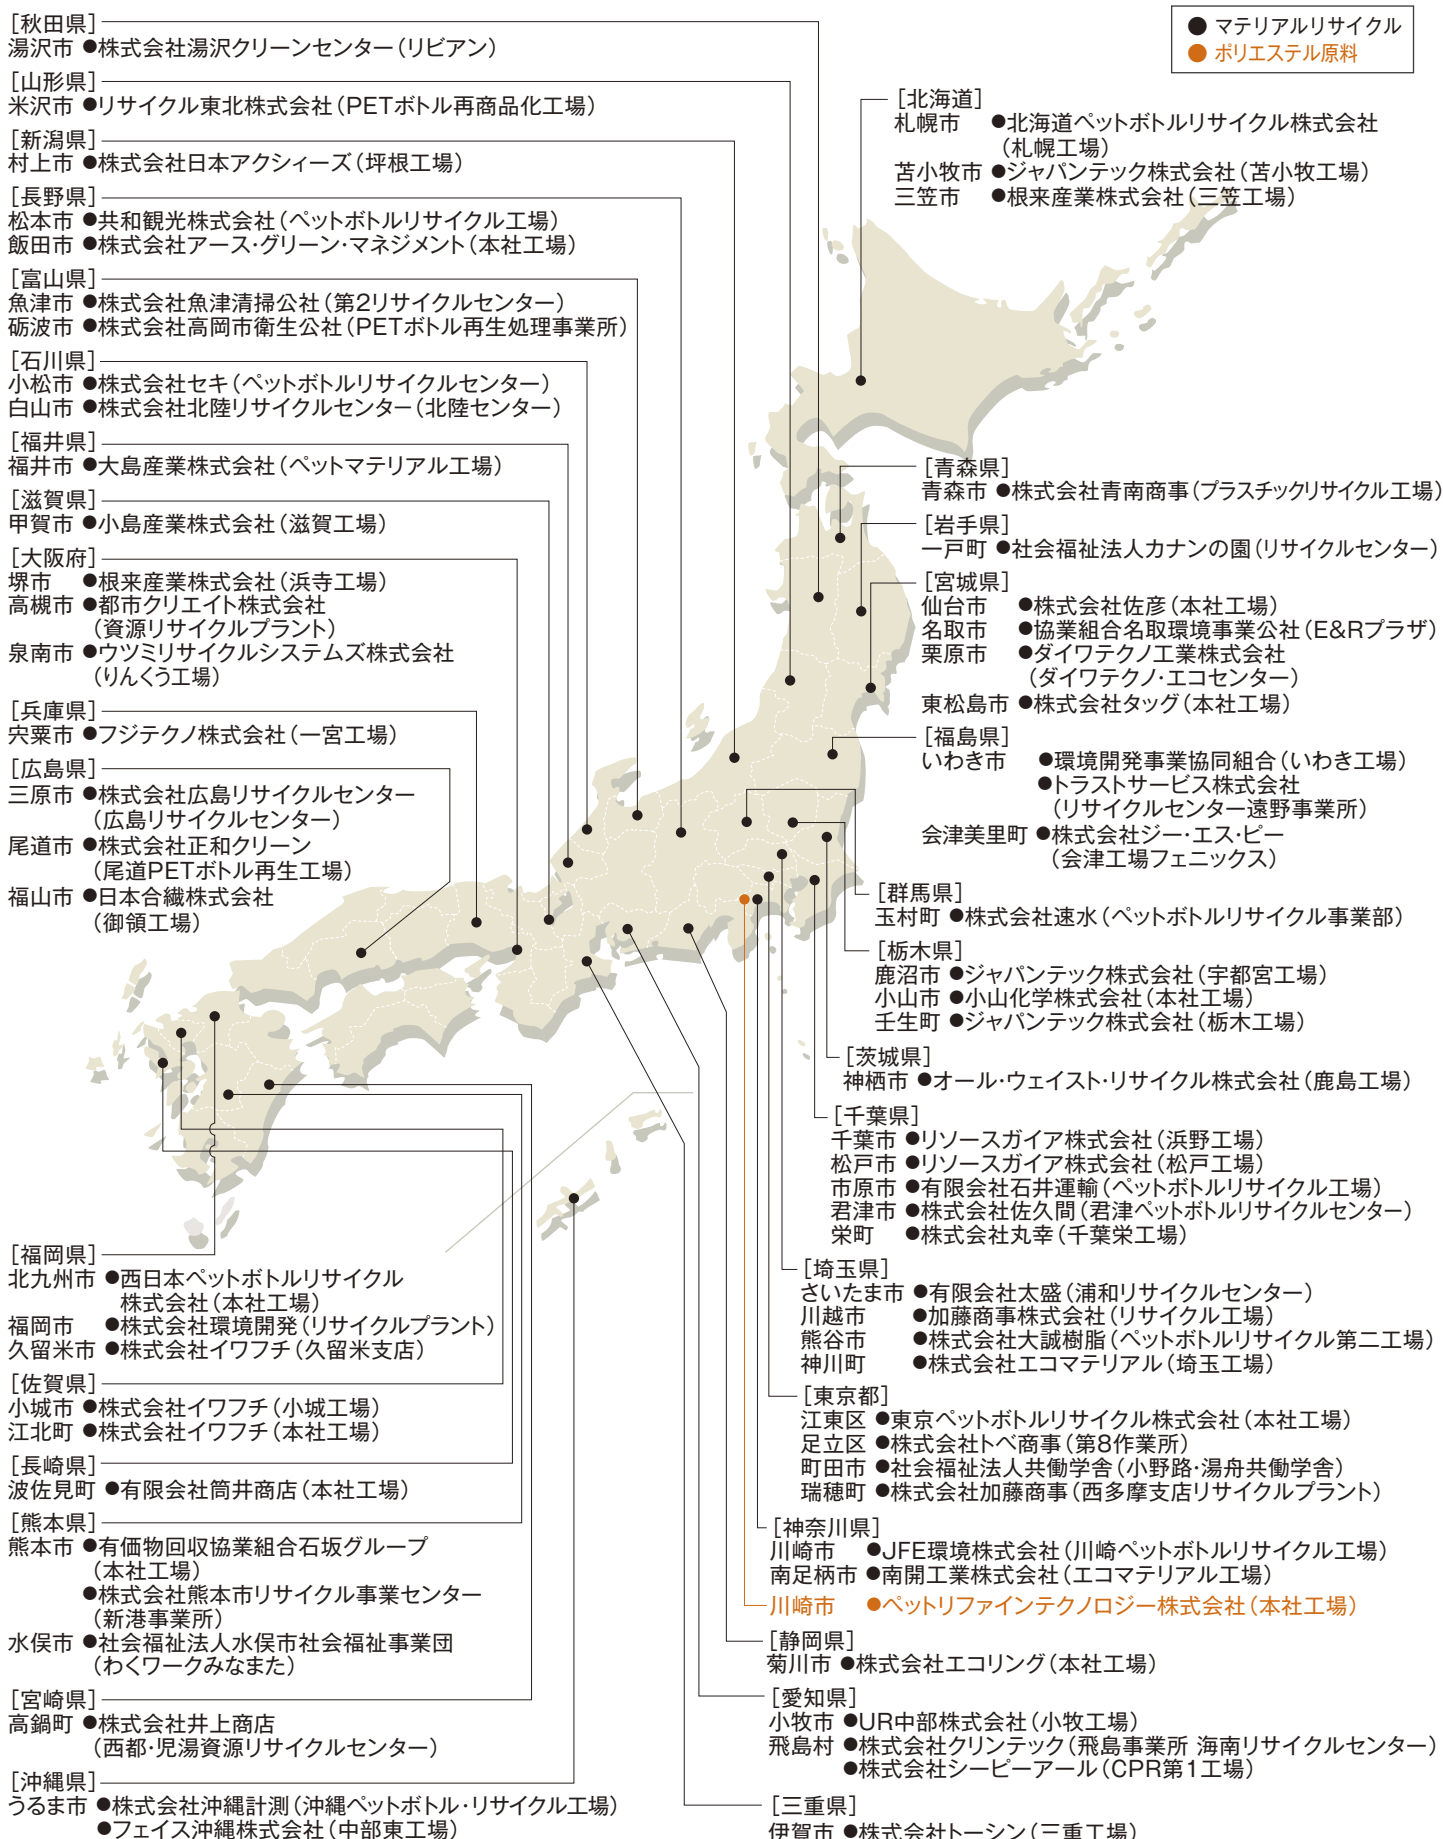 [秋田県]
湯沢市 ●株式会社湯沢クリーンセンター（リビアン）
[山形県]
米沢市 ●リサイクル東北株式会社（PETボトル再商品化工場）
[新潟県]
村上市 ●株式会社日本アクシィーズ（坪根工場）
[長野県]
松本市 ●共和観光株式会社（ペットボトルリサイクル工場）
飯田市 ●株式会社アース・グリーン・マネジメント（本社工場）
[富山県]
魚津市 ●株式会社魚津清掃公社（第2リサイクルセンター）
砺波市 ●株式会社高岡市衛生公社（PETボトル再生処理事業所）
[石川県]
小松市 ●株式会社セキ（ペットボトルリサイクルセンター）
白山市 ●株式会社北陸リサイクルセンター（北陸センター）
[福井県]
福井市 ●大島産業株式会社（ペットマテリアル工場）
[滋賀県]
甲賀市 ●小島産業株式会社（滋賀工場）
[大阪府]
堺市 ●根来産業株式会社（浜寺工場）
高槻市 ●都市クリエイト株式会社
（資源リサイクルプラント）
泉南市 ●ウツミリサイクルシステムズ株式会社
（りんくう工場）
[兵庫県]
宍粟市 ●フジテクノ株式会社（一宮工場）
[広島県]
三原市 ●株式会社広島リサイクルセンター
（広島リサイクルセンター）
尾道市 ●株式会社正和クリーン
（尾道PETボトル再生工場）
福山市 ●日本合繊株式会社
（御領工場）
[福岡県]
北九州市 ●西日本ペットボトルリサイクル
株式会社（本社工場）
福岡市 ●株式会社環境開発（リサイクルプラント）
久留米市 ●株式会社イワフチ（久留米支店）
[佐賀県]
小城市 ●株式会社イワフチ（小城工場）
江北町 ●株式会社イワフチ（本社工場）
[長崎県]
波佐見町 ●有限会社筒井商店（本社工場）
[熊本県]
熊本市 ●有価物回収協業組合石坂グループ
（本社工場）
●株式会社熊本市リサイクル事業センター
（新港事業所）
水俣市 ●社会福祉法人水俣市社会福祉事業団
（わくワークみなまた）
[宮崎県]
高鍋町 ●株式会社井上商店
（西都・児湯資源リサイクルセンター）
[沖縄県]
うるま市 ●株式会社沖縄計測（沖縄ペットボトル・リサイクル工場）
●フェイス沖縄株式会社（中部東工場）
● マテリアルリサイクル
● ポリエステル原料
[北海道]
札幌市 ●北海道ペットボトルリサイクル株式会社
（札幌工場）
苫小牧市 ●ジャパンテック株式会社（苫小牧工場）
三笠市 ●根来産業株式会社（三笠工場）
[青森県]
青森市 ●株式会社青南商事（プラスチックリサイクル工場）
[岩手県]
一戸町 ●社会福祉法人カナンの園（リサイクルセンター）
[宮城県]
仙台市 ●株式会社佐彦（本社工場）
名取市 ●協業組合名取環境事業公社（E&Rプラザ）
栗原市 ●ダイワテクノ工業株式会社
（ダイワテクノ・エコセンター）
東松島市 ●株式会社タッグ（本社工場）
[福島県]
いわき市 ●環境開発事業協同組合（いわき工場）
●トラストサービス株式会社
（リサイクルセンター遠野事業所）
会津美里町 ●株式会社ジー・エス・ピー
（会津工場フェニックス）
[群馬県]
玉村町 ●株式会社速水（ペットボトルリサイクル事業部）
[栃木県]
鹿沼市 ●ジャパンテック株式会社（宇都宮工場）
小山市 ●小山化学株式会社（本社工場）
壬生町 ●ジャパンテック株式会社（栃木工場）
[茨城県]
神栖市 ●オール・ウェイスト・リサイクル株式会社（鹿島工場）
[千葉県]
千葉市 ●リソースガイア株式会社（浜野工場）
松戸市 ●リソースガイア株式会社（松戸工場）
市原市 ●有限会社石井運輸（ペットボトルリサイクル工場）
君津市 ●株式会社佐久間（君津ペットボトルリサイクルセンター）
栄町 ●株式会社丸幸（千葉栄工場）
[埼玉県]
さいたま市 ●有限会社太盛（浦和リサイクルセンター）
川越市 ●加藤商事株式会社（リサイクル工場）
熊谷市 ●株式会社大誠樹脂（ペットボトルリサイクル第二工場）
神川町 ●株式会社エコマテリアル（埼玉工場）
[東京都]
江東区 ●東京ペットボトルリサイクル株式会社（本社工場）
足立区 ●株式会社トベ商事（第8作業所）
町田市 ●社会福祉法人共働学舎（小野路・湯舟共働学舎）
瑞穂町 ●株式会社加藤商事（西多摩支店リサイクルプラント）
[神奈川県]
川崎市 ●JFE環境株式会社（川崎ペットボトルリサイクル工場）
南足柄市 ●南開工業株式会社（エコマテリアル工場）
川崎市 ●ペットリファインテクノロジー株式会社（本社工場）
[静岡県]
菊川市 ●株式会社エコリング（本社工場）
[愛知県]
小牧市 ●UR中部株式会社（小牧工場）
飛島村 ●株式会社クリンテック（飛島事業所 海南リサイクルセンター）
●株式会社シーピーアール（CPR第1工場）
[三重県]
伊賀市 ●株式会社トーシン（三重工場）